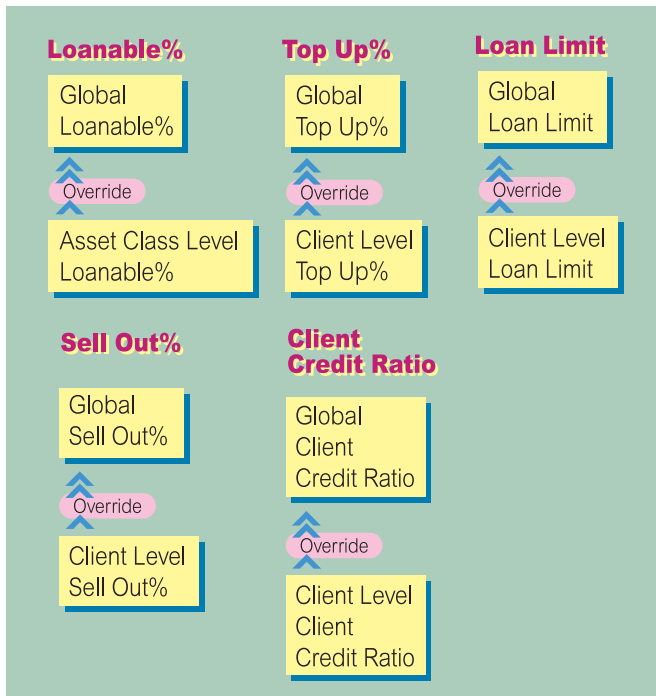 Loanable%
Global
Loanable%
Override
Asset Class Level
Loanable%
Top Up%
Global
Top Up%
Override
Client Level
Top Up%
Loan Limit
Global
Loan Limit
Override
Client Level
Loan Limit
Sell Out%
Global
Sell Out%
Override
Client Level
Sell Out%
Client
Credit Ratio
Global
Client
Credit Ratio
Override
Client Level
Client
Credit Ratio